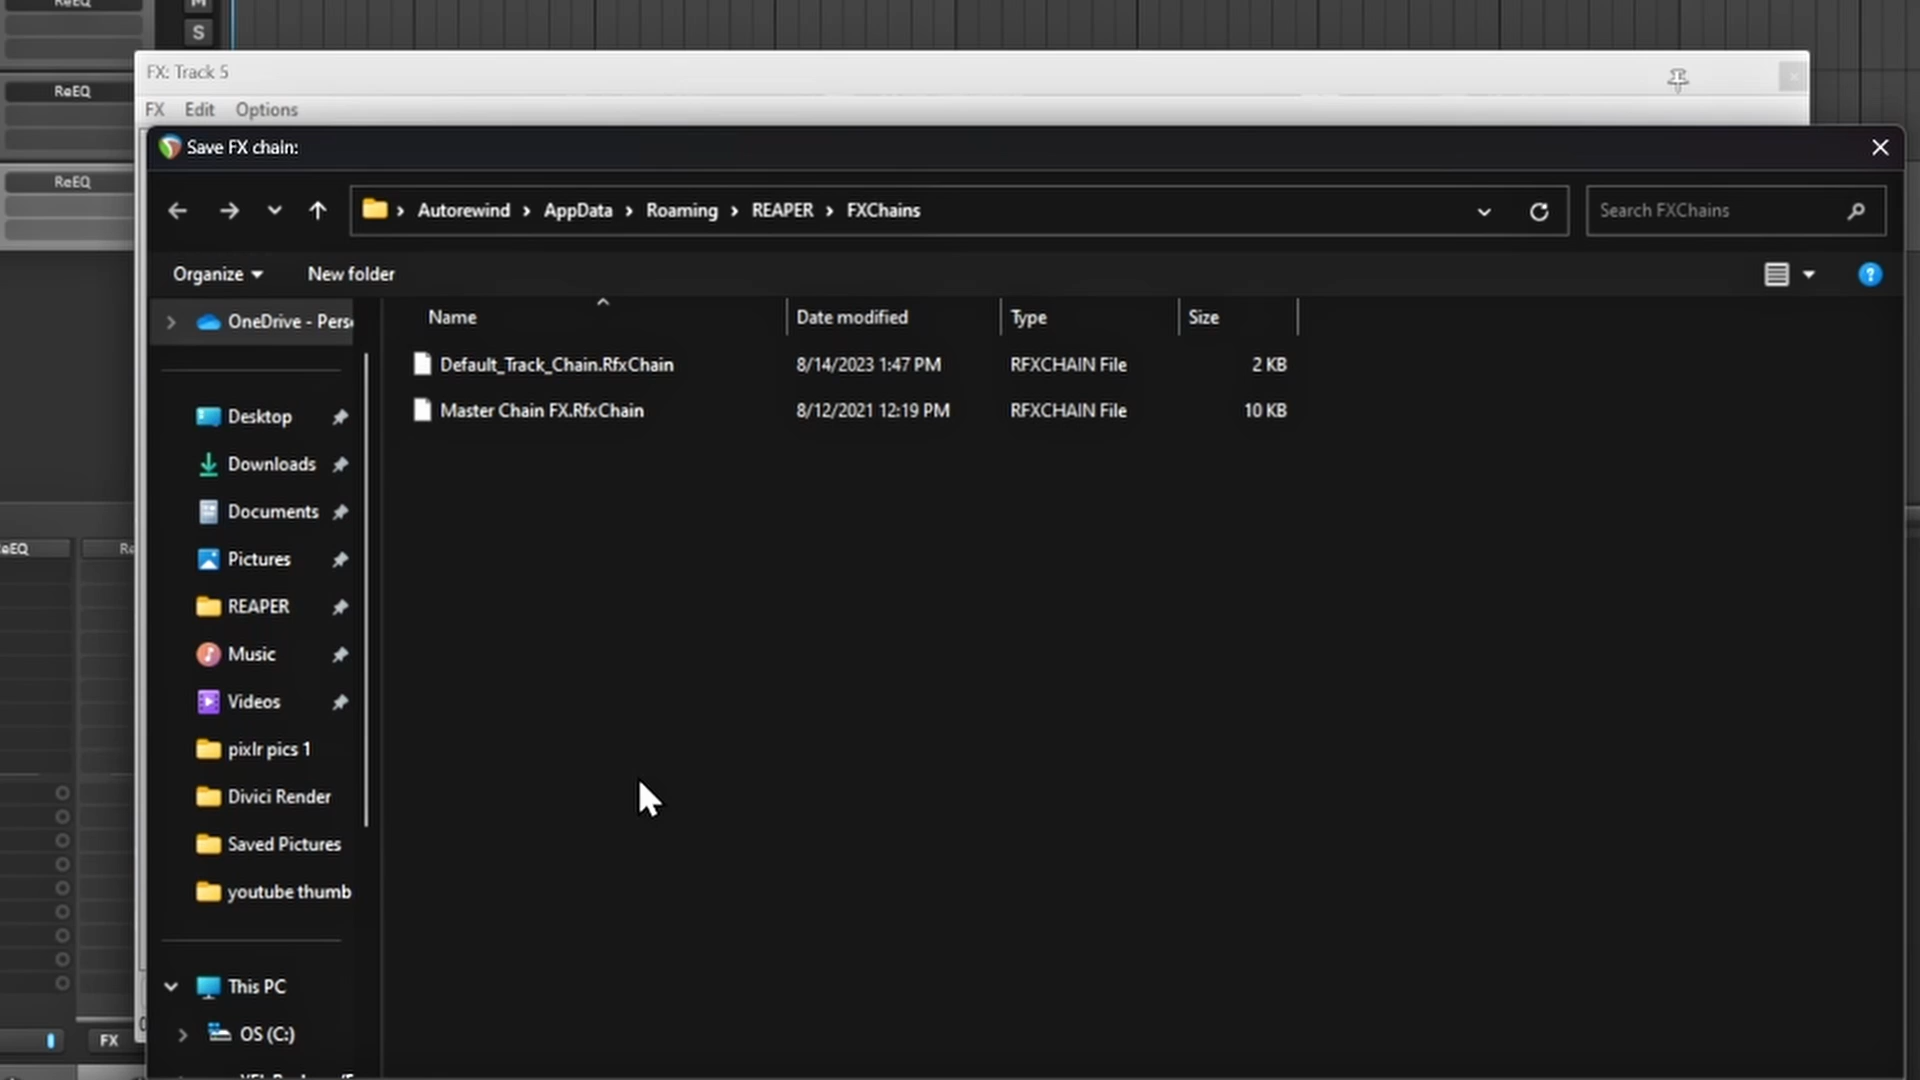 ReEQ
M
S
FX: Track 5
ReEQ
FX Edit Options
Save FX chain:
ReEQ
Autorewind › AppData › Roaming › REAPER › FXChains
Search FXChains
Organize New folder
?
OneDrive - Pers
Name Date modified Type Size
Default_Track_Chain.RfxChain 8/14/2023 1:47 PM RFXCHAIN File 2 KB
Master Chain FX.RfxChain 8/12/2021 12:19 PM RFXCHAIN File 10 KB
Desktop
Downloads
Documents
Pictures
REAPER
Music
Videos
pixlr pics 1
Divici Render
Saved Pictures
youtube thumb
This PC
OS (C:)
eEQ
Re
FX